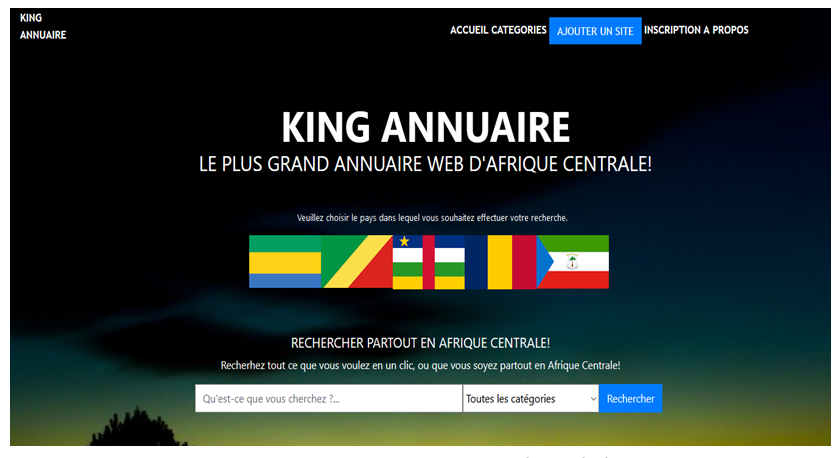 KING
ANNUAIRE
ACCUEIL CATEGORIES AJOUTER UN SITE INSCRIPTION A PROPOS
KING ANNUAIRE
LE PLUS GRAND ANNUAIRE WEB D'AFRIQUE CENTRALE!
Veuillez choisir le pays dans lequel vous souhaitez effectuer votre recherche.
RECHERCHER PARTOUT EN AFRIQUE CENTRALE!
Recherhez tout ce que vous voulez en un clic, ou que vous soyez partout en Afrique Centrale!
Qu'est-ce que vous cherchez ?... Toutes les catégories Rechercher